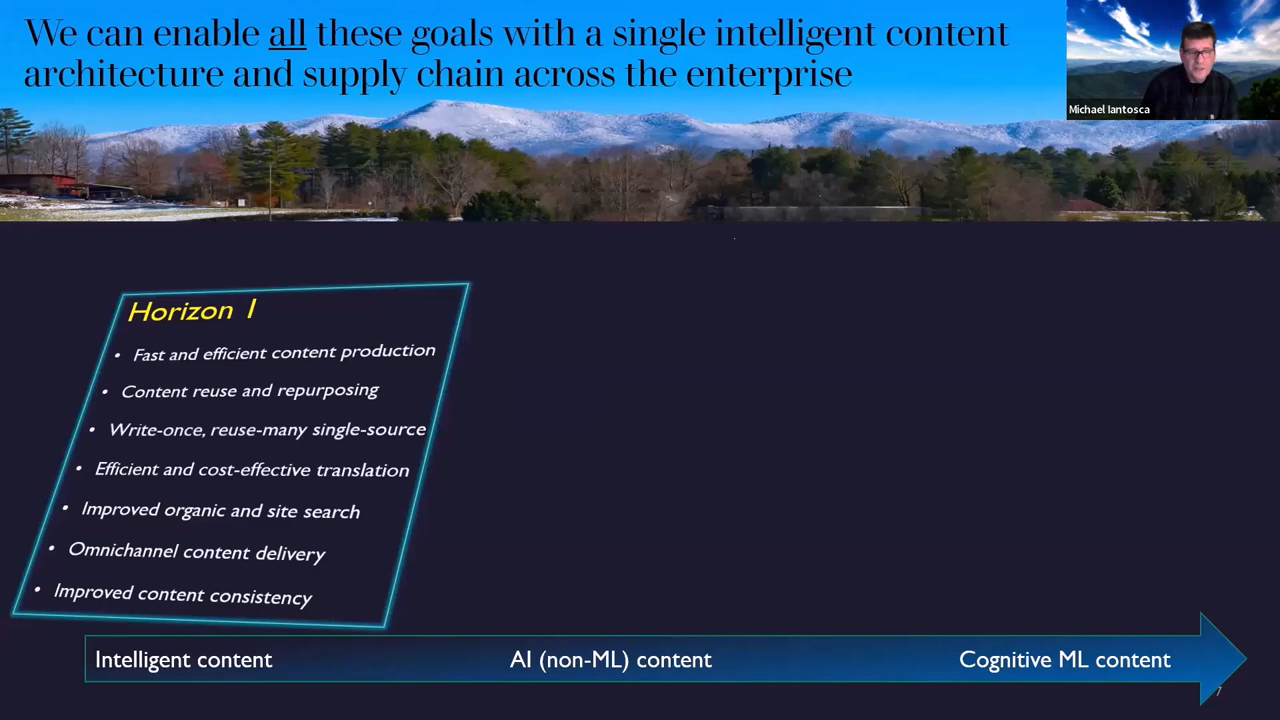 We can enable all these goals with a single intelligent content
architecture and supply chain across the enterprise
Michael Iantosca
Horizon 1
• Fast and efficient content production
• Content reuse and repurposing
• Write-once, reuse-many single-source
• Efficient and cost-effective translation
• Improved organic and site search
• Omnichannel content delivery
• Improved content consistency
Intelligent content AI (non-ML) content Cognitive ML content
7